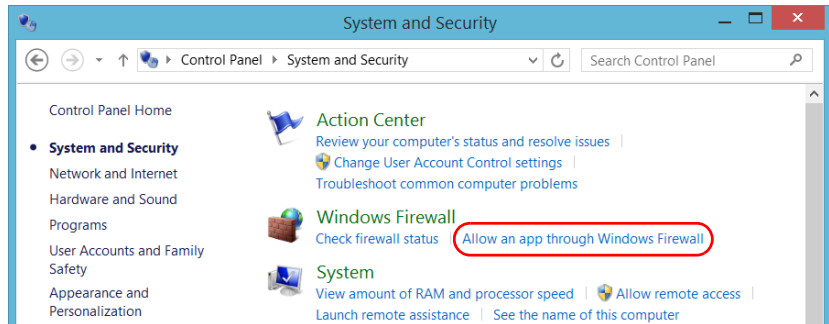 System and Security
Control Panel System and Security
Search Control Panel
Control Panel Home
System and Security
Network and Internet
Hardware and Sound
Programs
User Accounts and Family
Safety
Appearance and
Personalization
Action Center
Review your computer's status and resolve issues
Change User Account Control settings
Troubleshoot common computer problems
Windows Firewall
Check firewall status Allow an app through Windows Firewall
System
View amount of RAM and processor speed Allow remote access
Launch remote assistance See the name of this computer